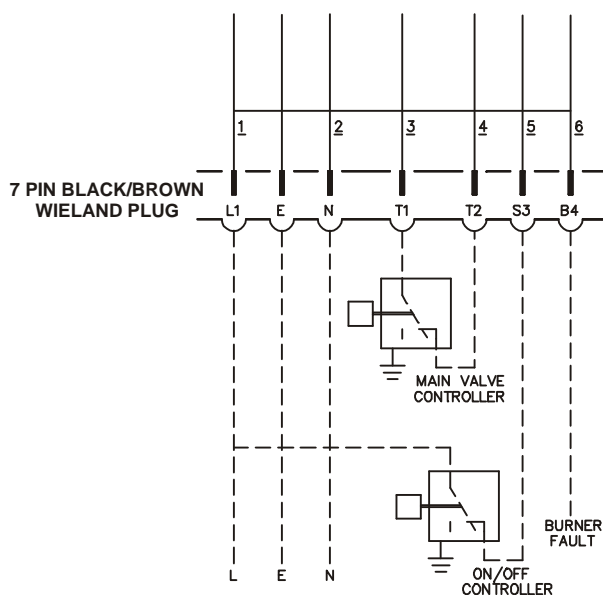 1 2 3 4 5 6
7 PIN BLACK/BROWN
WIELAND PLUG
L1 E N T1 T2 S3 B4
MAIN VALVE
CONTROLLER
BURNER
FAULT
ON/OFF
CONTROLLER
L E N